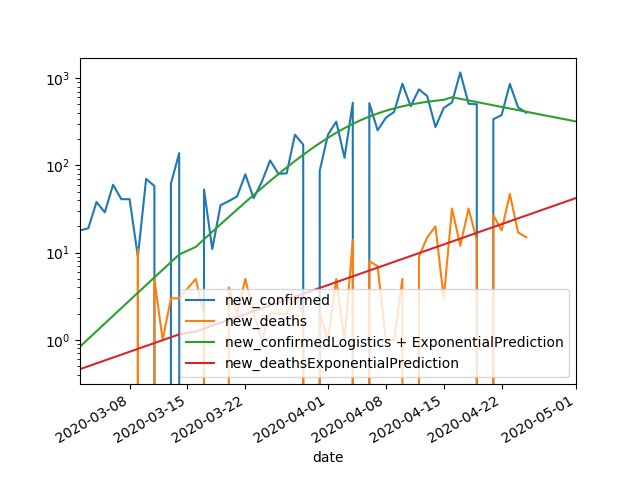 10³
10²
10¹
10⁰
new_confirmed
new_deaths
new_confirmedLogistics + ExponentialPrediction
new_deathsExponentialPrediction
2020-03-08
2020-03-15
2020-03-22
2020-04-01
2020-04-08
2020-04-15
2020-04-22
2020-05-01
date